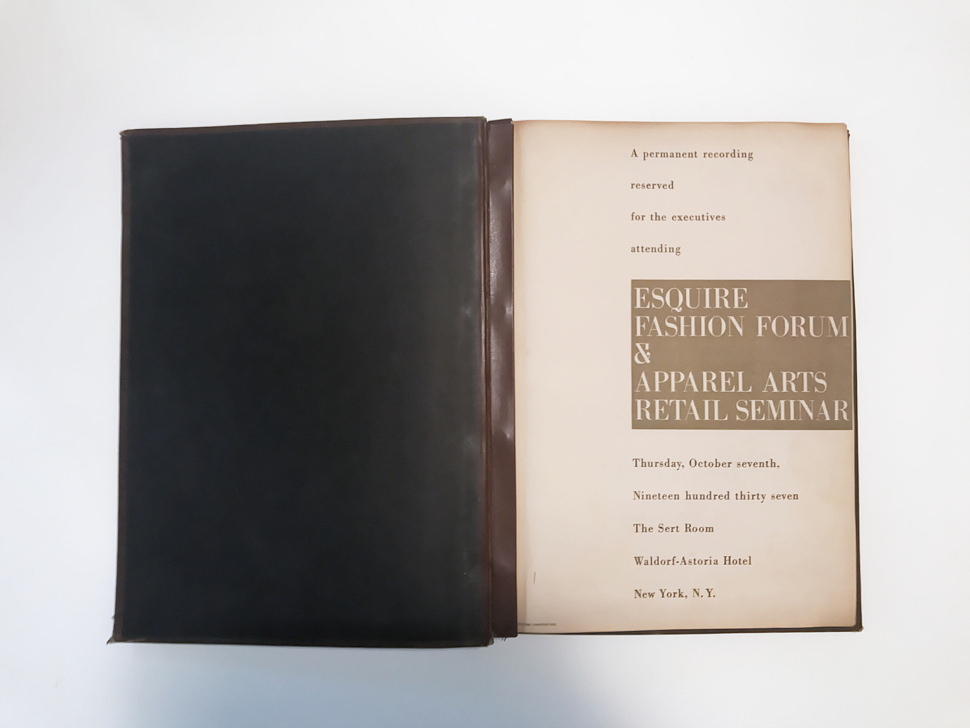 A permanent recording
reserved
for the executives
attending
ESQUIRE
FASHION FORUM
&
APPAREL ARTS
RETAIL SEMINAR
Thursday, October seventh,
Nineteen hundred thirty seven
The Sert Room
Waldorf-Astoria Hotel
New York, N. Y.